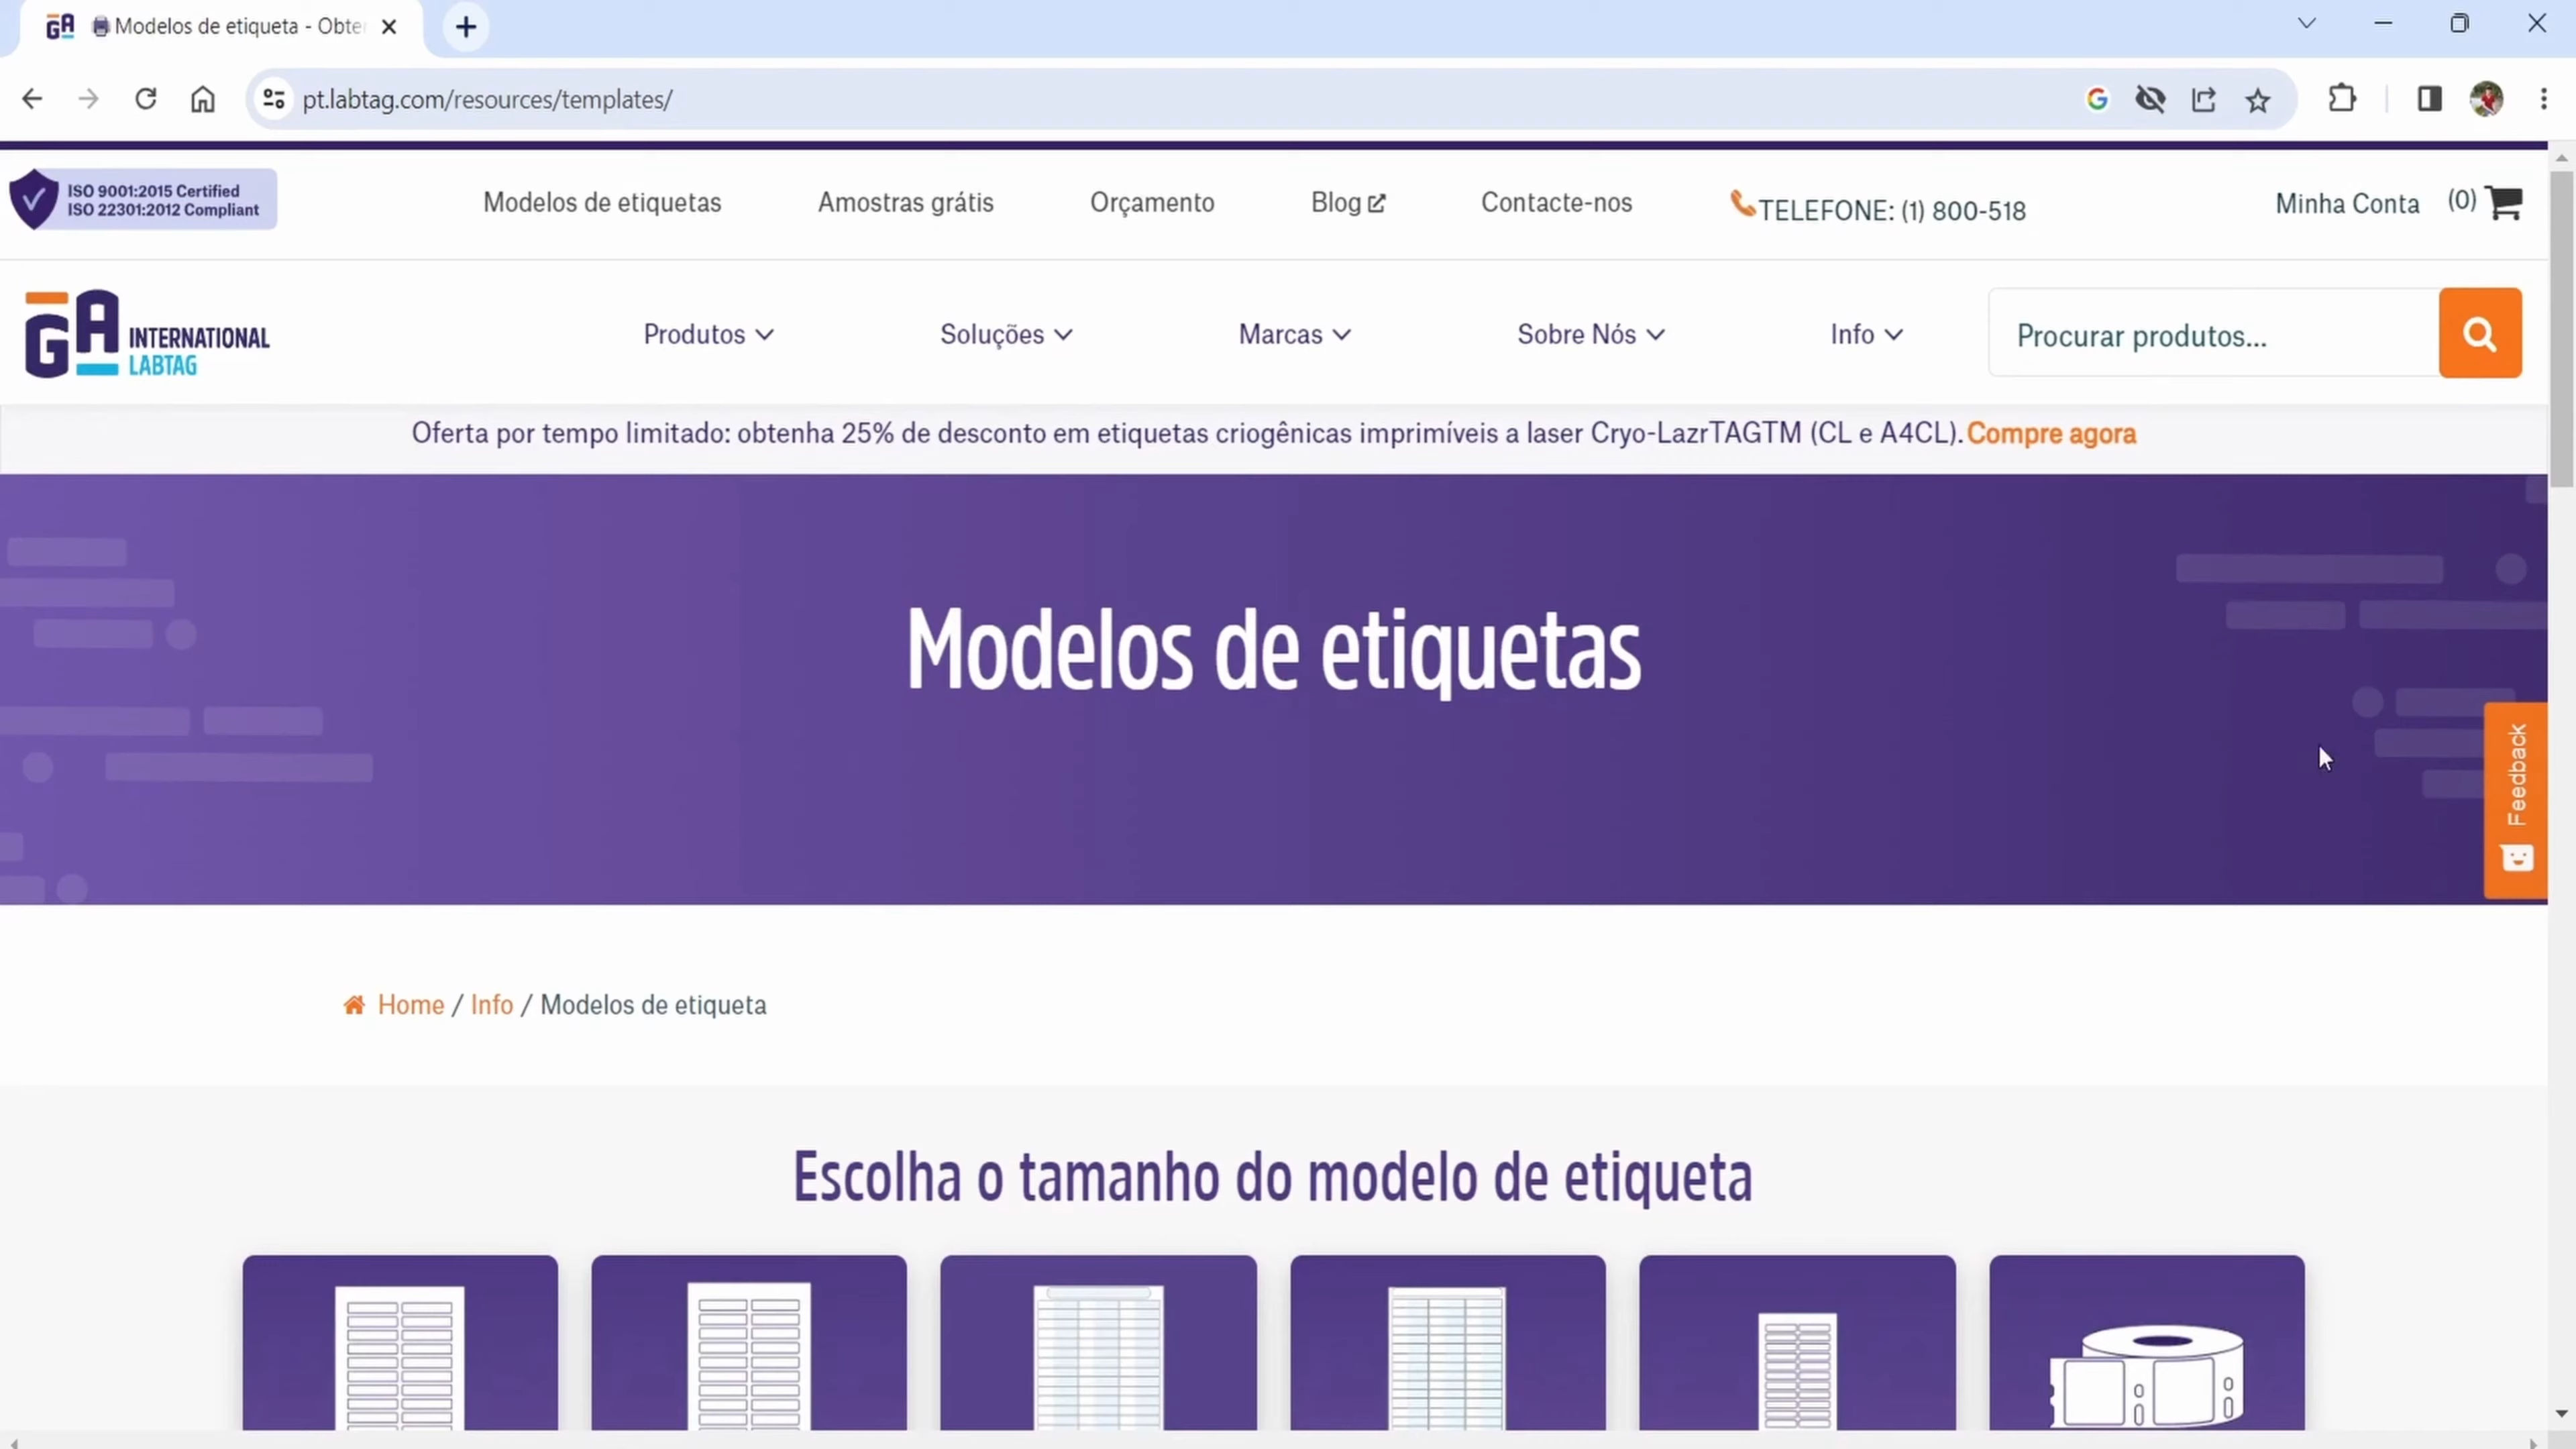 Modelos de etiqueta - Obte
pt.labtag.com/resources/templates/
ISO 9001:2015 Certified
ISO 22301:2012 Compliant
Modelos de etiquetas
Amostras grátis
Orçamento
Blog
Contacte-nos
TELEFONE: (1) 800-518
Minha Conta
(0)
GA INTERNATIONAL
LABTAG
Produtos
Soluções
Marcas
Sobre Nós
Info
Procurar produtos...
Oferta por tempo limitado: obtenha 25% de desconto em etiquetas criogênicas imprimíveis a laser Cryo-LazrTAGTM (CL e A4CL). Compre agora
Modelos de etiquetas
Feedback
Home / Info / Modelos de etiqueta
Escolha o tamanho do modelo de etiqueta